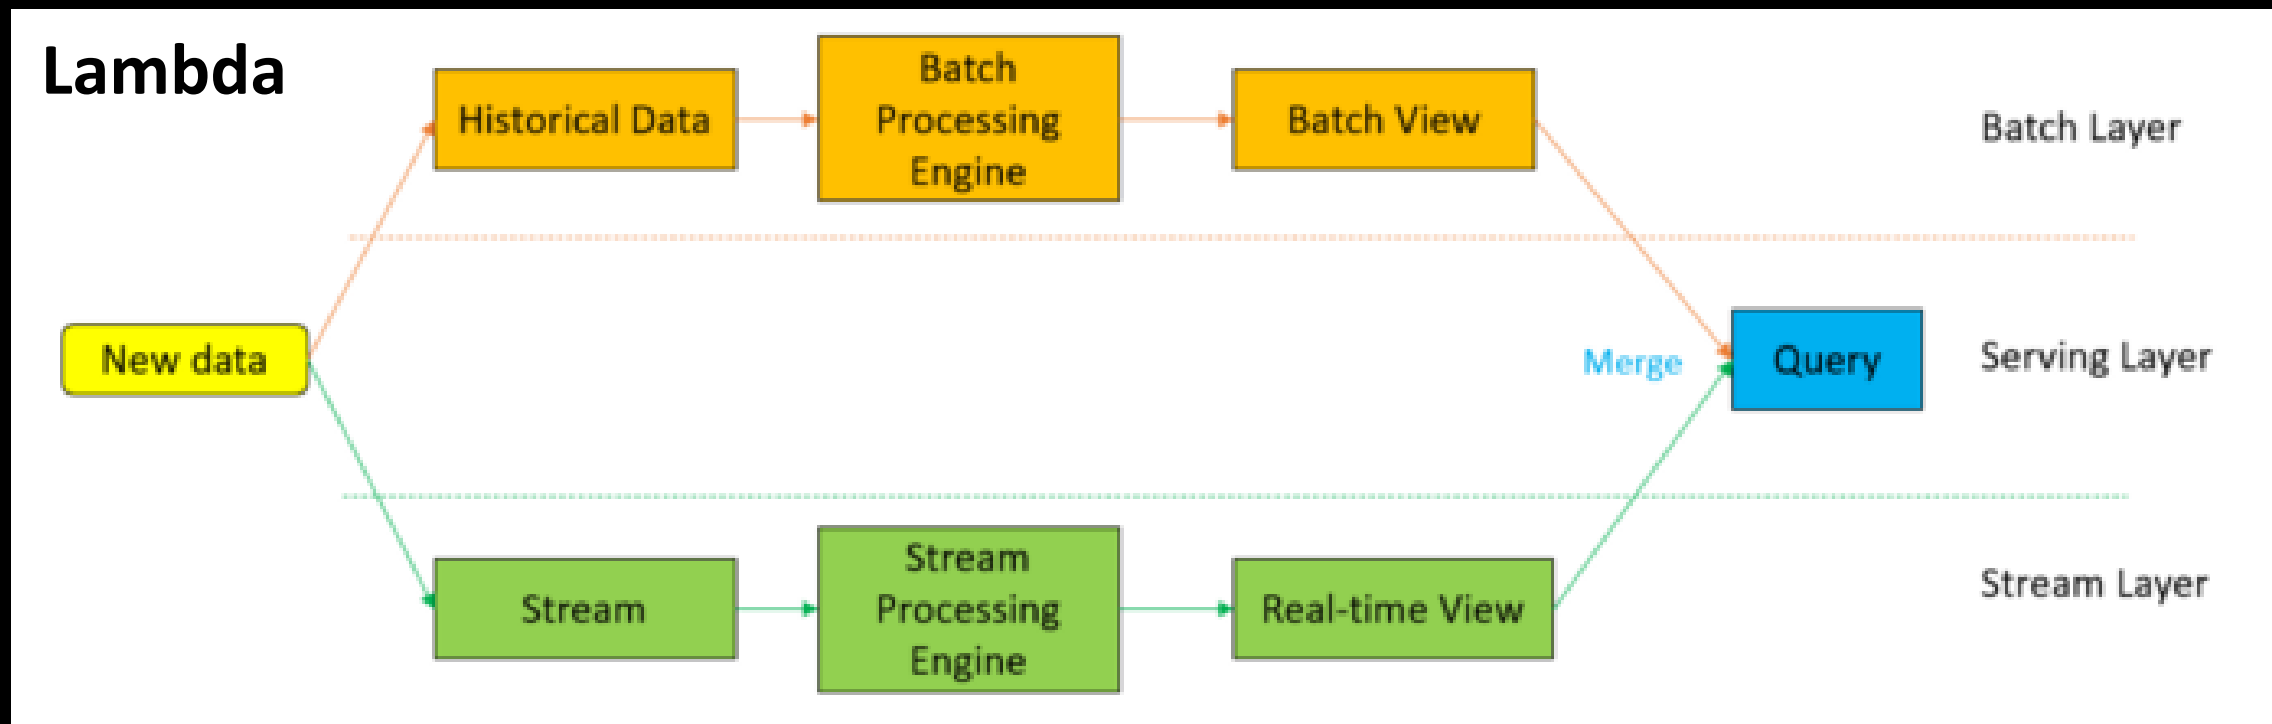 Lambda
Historical Data
Batch
Processing
Engine
Batch View
Batch Layer
New data
Merge
Query
Serving Layer
Stream
Stream
Processing
Engine
Real-time View
Stream Layer